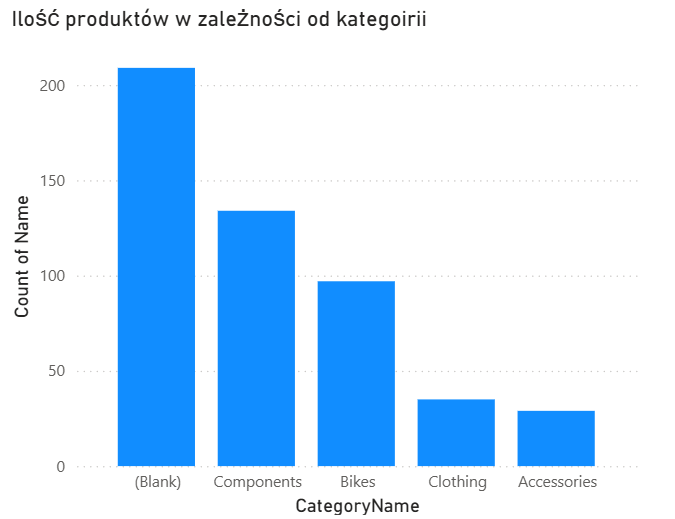 Ilość produktów w zależności od kategoirii
Count of Name
200
150
100
50
0
(Blank) Components Bikes Clothing Accessories
CategoryName